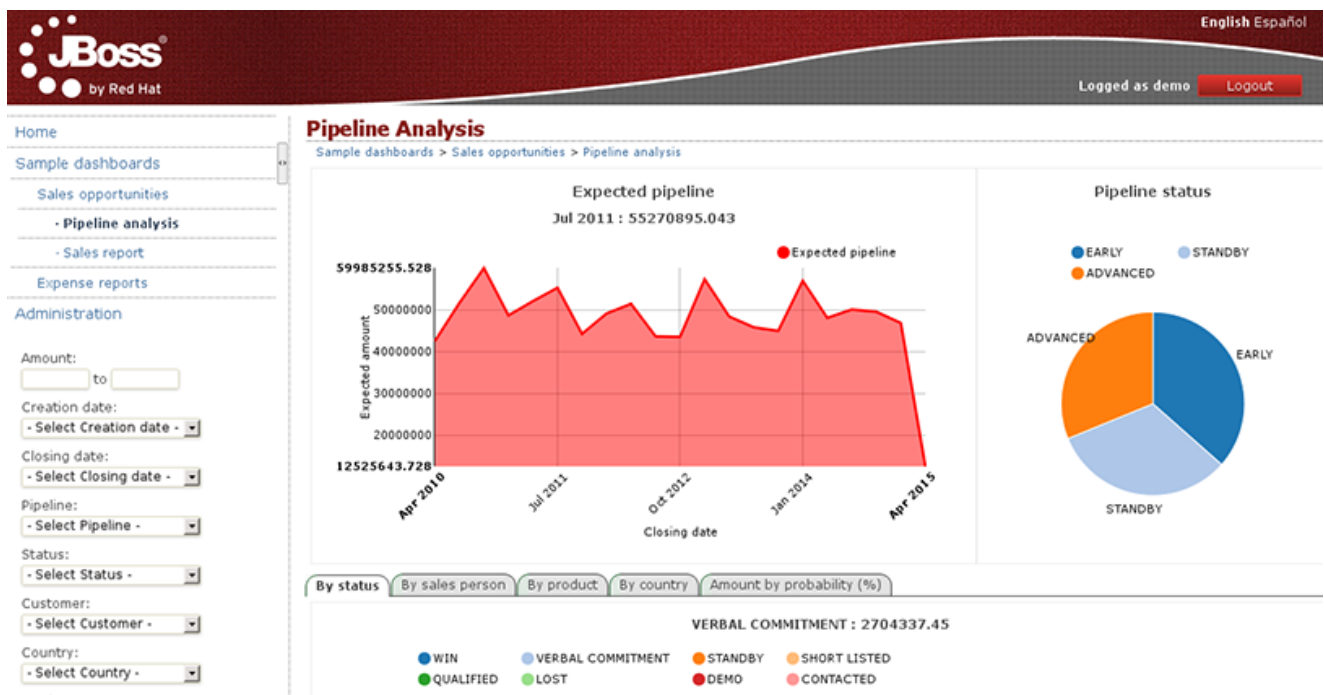 English Español
JBoss®
by Red Hat
Logged as demo Logout
Home
Sample dashboards
Sales opportunities
- Pipeline analysis
- Sales report
Expense reports
Administration
Amount:
to
Creation date:
- Select Creation date -
Closing date:
- Select Closing date -
Pipeline:
- Select Pipeline -
Status:
- Select Status -
Customer:
- Select Customer -
Country:
- Select Country -
Pipeline Analysis
Sample dashboards > Sales opportunities > Pipeline analysis
Expected pipeline
Jul 2011 : 55270895.043
Expected pipeline
59985255.528
50000000
40000000
30000000
20000000
12525643.728
Expected amount
Apr 2010
Jul 2011
Oct 2012
Jan 2014
Apr 2015
Closing date
Pipeline status
EARLY STANDBY
ADVANCED
ADVANCED
EARLY
STANDBY
By status By sales person By product By country Amount by probability (%)
VERBAL COMMITMENT : 2704337.45
WIN VERBAL COMMITMENT STANDBY SHORT LISTED
QUALIFIED LOST DEMO CONTACTED